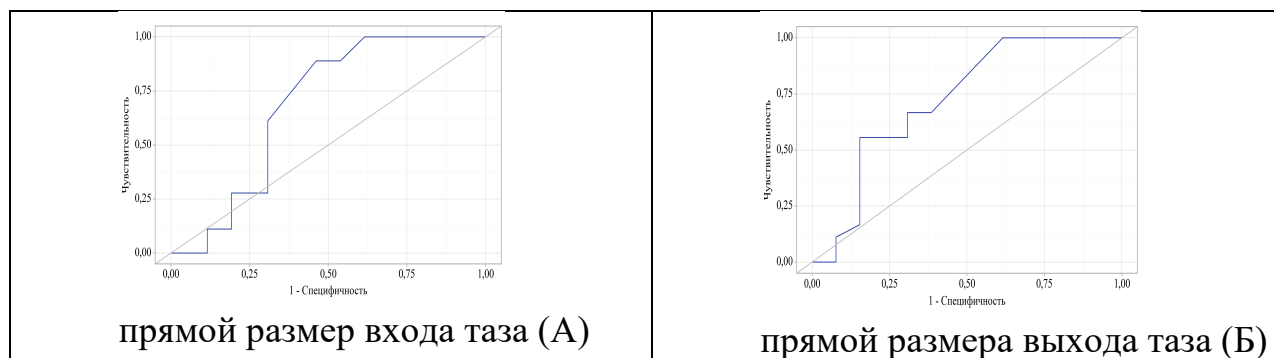 1,00
0,75
0,50
0,25
0,00
Чувствительность
0,00 0,25 0,50 0,75 1,00
1 - Специфичность
прямой размер входа таза (А)
1,00
0,75
0,50
0,25
0,00
Чувствительность
0,00 0,25 0,50 0,75 1,00
1 - Специфичность
прямой размера выхода таза (Б)